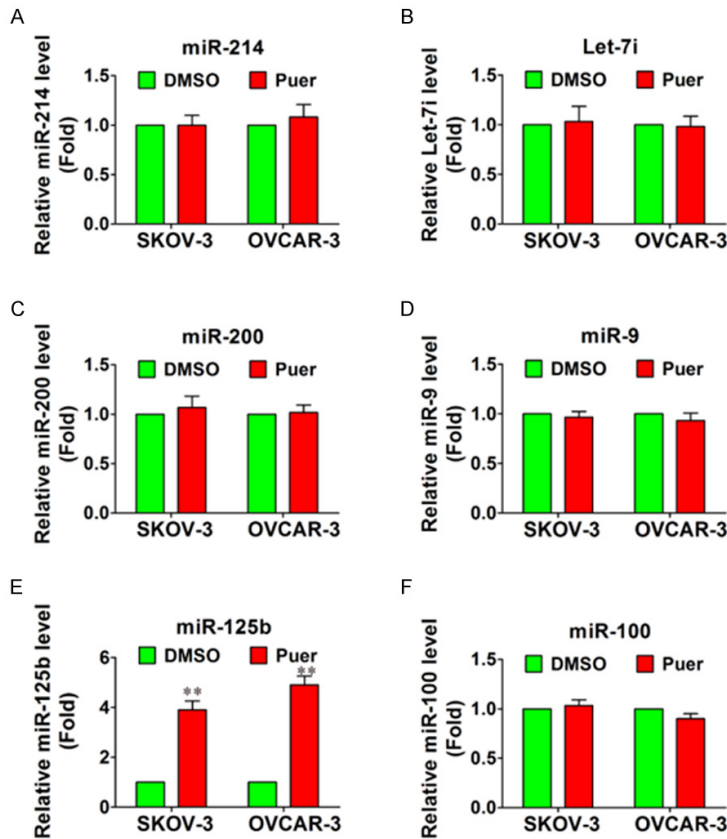 A
miR-214
Relative miR-214 level
(Fold)
1.5
1.0
0.5
0.0
DMSO Puer
SKOV-3 OVCAR-3
B
Let-7i
Relative Let-7i level
(Fold)
1.5
1.0
0.5
0.0
DMSO Puer
SKOV-3 OVCAR-3
C
miR-200
Relative miR-200 level
(Fold)
1.5
1.0
0.5
0.0
DMSO Puer
SKOV-3 OVCAR-3
D
miR-9
Relative miR-9 level
(Fold)
1.5
1.0
0.5
0.0
DMSO Puer
SKOV-3 OVCAR-3
E
miR-125b
Relative miR-125b level
(Fold)
6
4
2
0
DMSO Puer
** **
SKOV-3 OVCAR-3
F
miR-100
Relative miR-100 level
(Fold)
1.5
1.0
0.5
0.0
DMSO Puer
SKOV-3 OVCAR-3